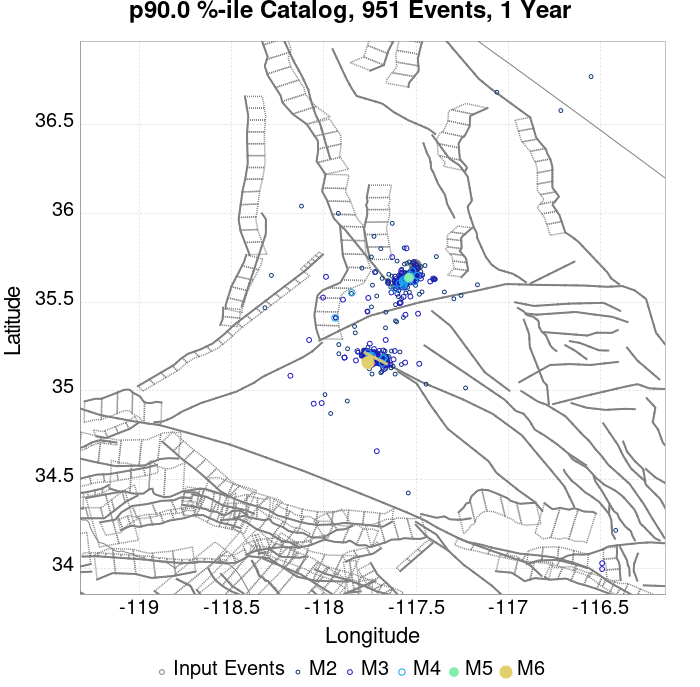 p90.0 %-ile Catalog, 951 Events, 1 Year
36.5
36
35.5
35
34.5
34
Latitude
-119 -118.5 -118 -117.5 -117 -116.5
Longitude
Input Events M2 M3 M4 M5 M6